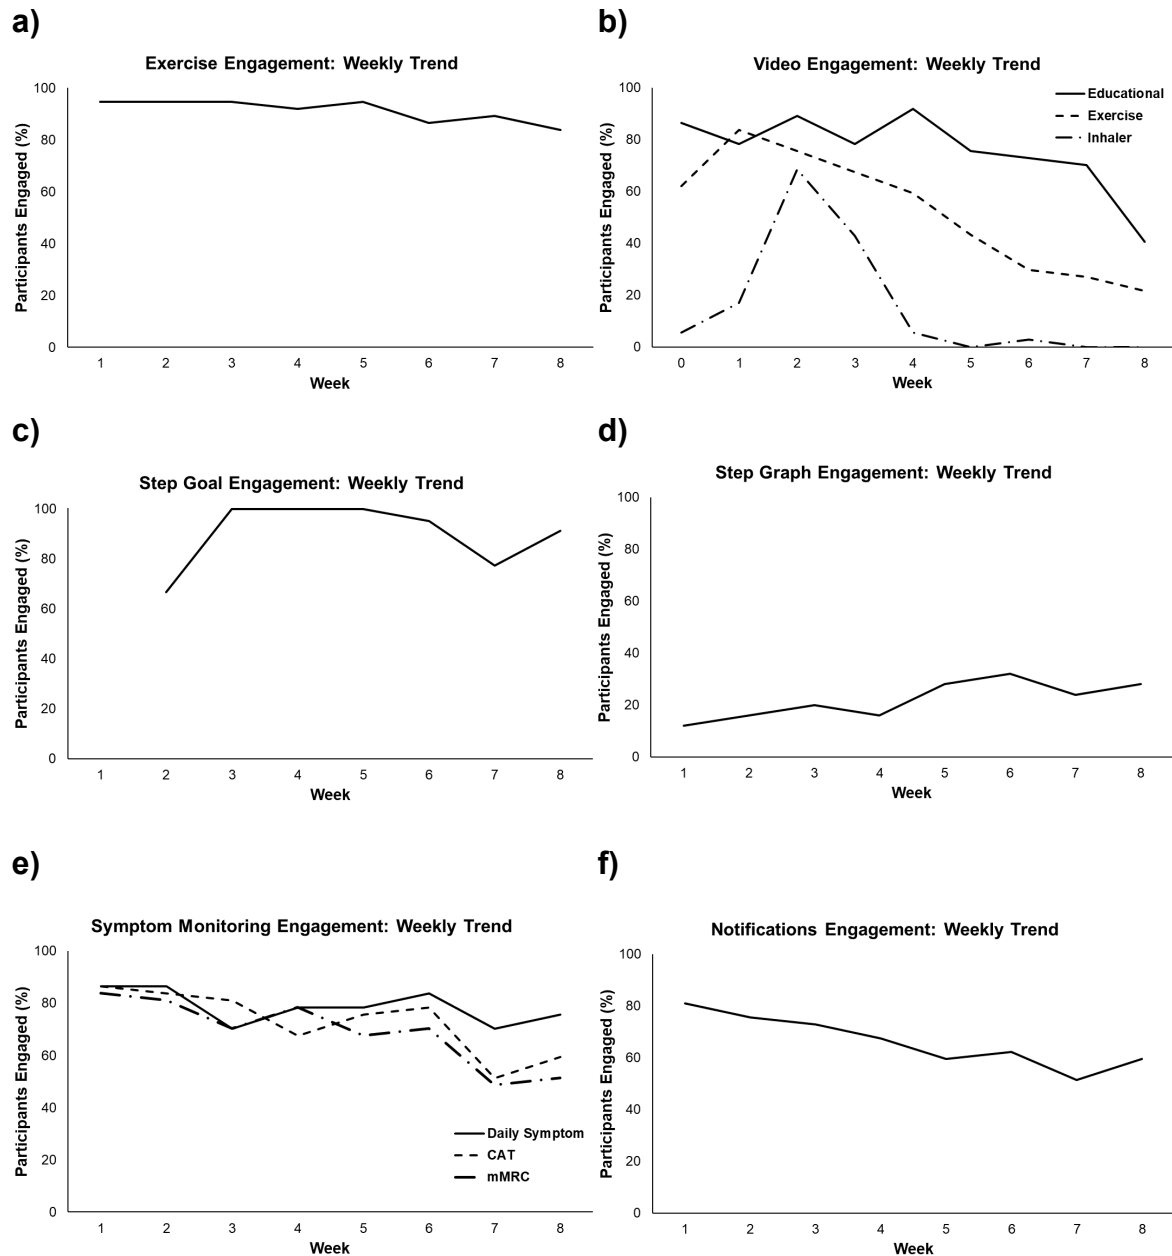 a)
Exercise Engagement: Weekly Trend
Participants Engaged (%)
100
80
60
40
20
0
1 2 3 4 5 6 7 8
Week
b)
Video Engagement: Weekly Trend
Participants Engaged (%)
100
80
60
40
20
0
0 1 2 3 4 5 6 7 8
Week
Educational
Exercise
Inhaler
c)
Step Goal Engagement: Weekly Trend
Participants Engaged (%)
100
80
60
40
20
0
1 2 3 4 5 6 7 8
Week
d)
Step Graph Engagement: Weekly Trend
Participants Engaged (%)
100
80
60
40
20
0
1 2 3 4 5 6 7 8
Week
e)
Symptom Monitoring Engagement: Weekly Trend
Participants Engaged (%)
100
80
60
40
20
0
1 2 3 4 5 6 7 8
Week
Daily Symptom
CAT
mMRC
f)
Notifications Engagement: Weekly Trend
Participants Engaged (%)
100
80
60
40
20
0
1 2 3 4 5 6 7 8
Week